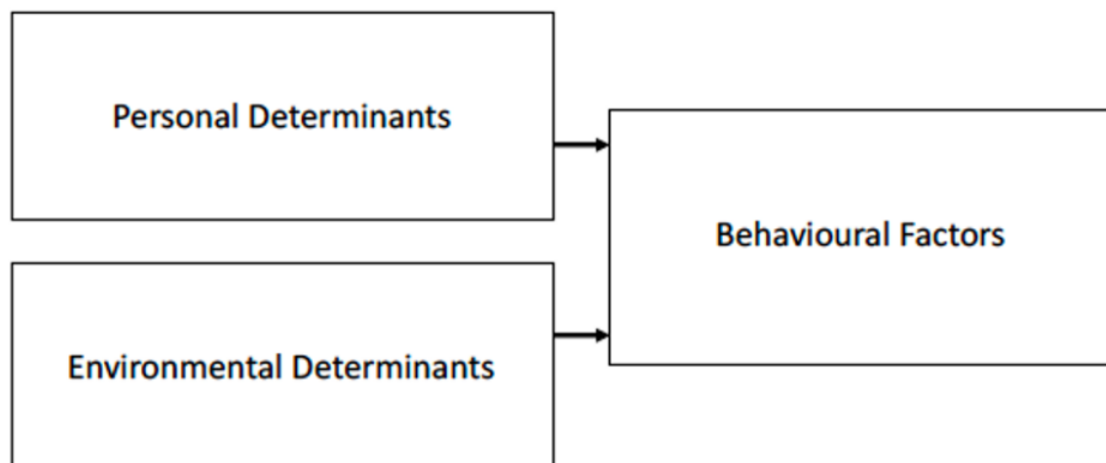 Personal Determinants
Behavioural Factors
Environmental Determinants